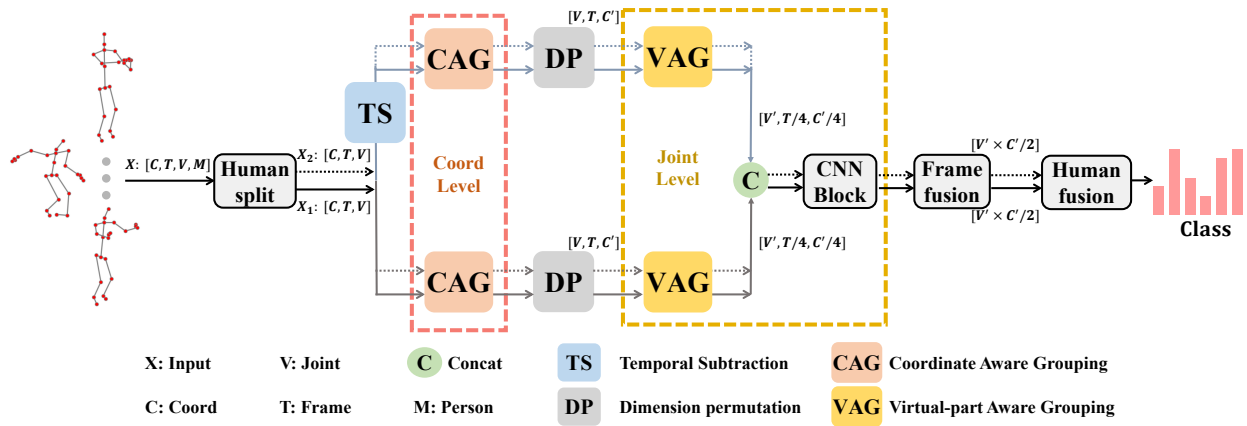 [V, T, C′]
CAG
DP
VAG
TS
[V′, T/4, C′/4]
X: [C, T, V, M]
Human
split
X₂: [C, T, V]
X₁: [C, T, V]
Coord
Level
Joint
Level
C
CNN
Block
Frame
fusion
[V′ × C′/2]
[V′ × C′/2]
Human
fusion
Class
[V, T, C′]
[V′, T/4, C′/4]
CAG
DP
VAG
X: Input
V: Joint
C
Concat
TS
Temporal Subtraction
CAG
Coordinate Aware Grouping
C: Coord
T: Frame
M: Person
DP
Dimension permutation
VAG
Virtual-part Aware Grouping